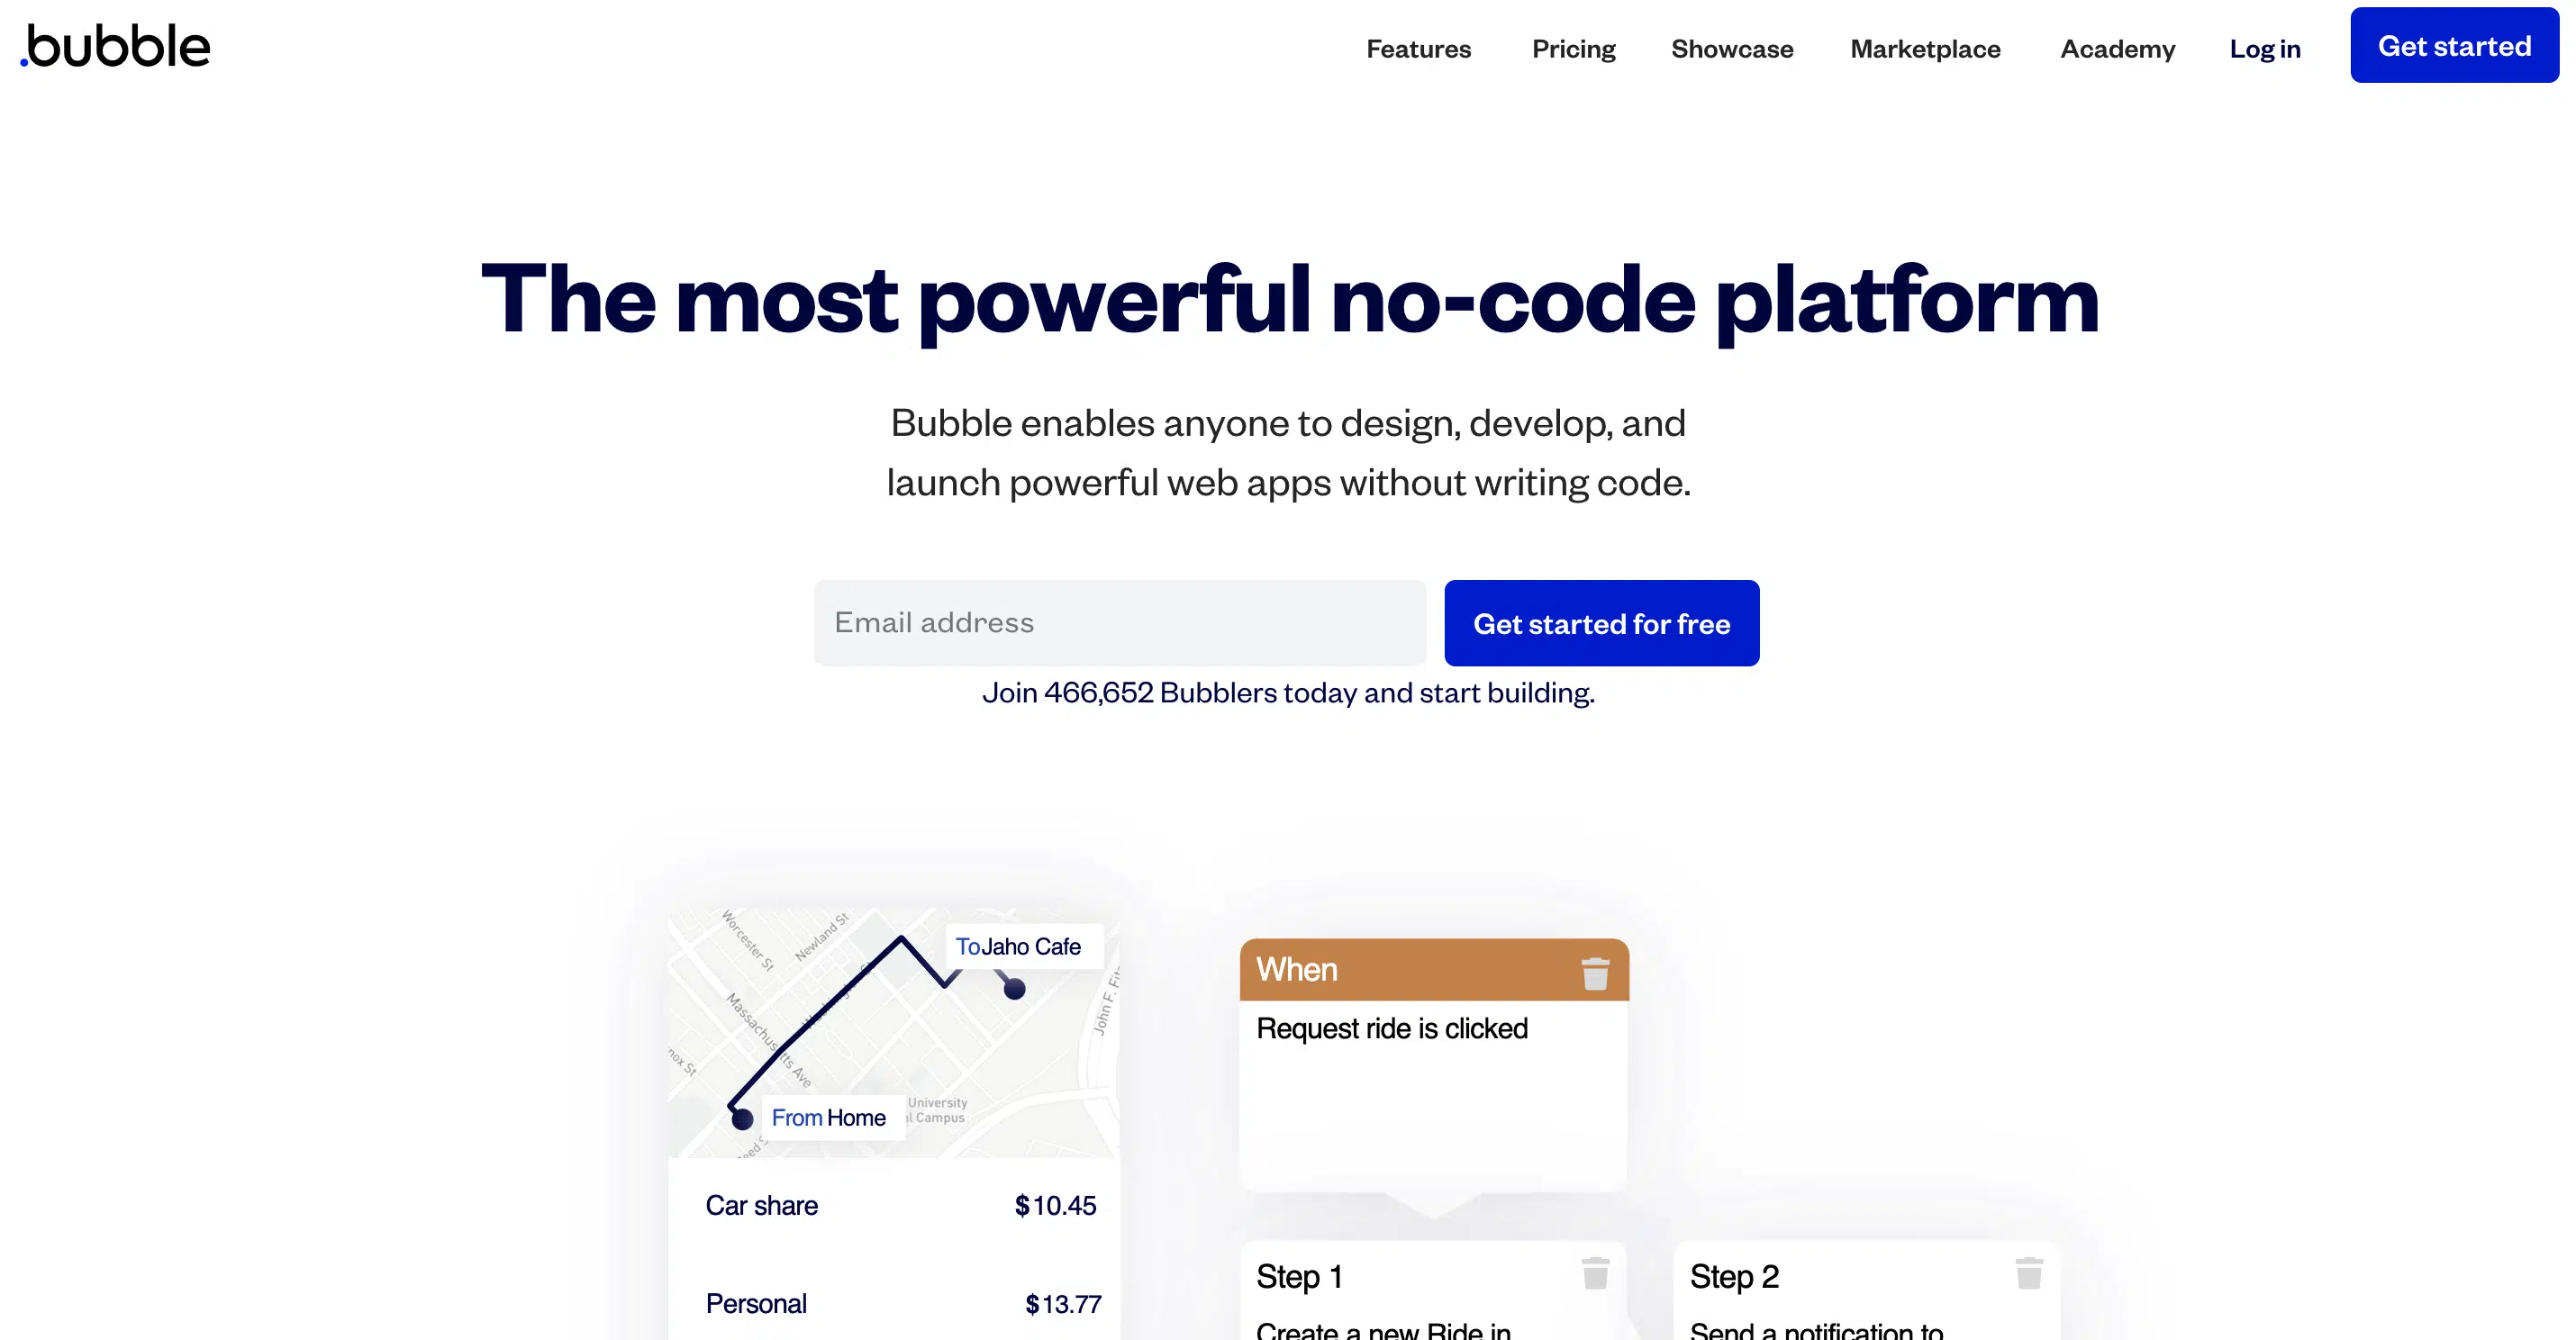 .bubble
Features
Pricing
Showcase
Marketplace
Academy
Log in
Get started
The most powerful no-code platform
Bubble enables anyone to design, develop, and
launch powerful web apps without writing code.
Email address
Get started for free
Join 466,652 Bubblers today and start building.
Worcester St
Newland St
To Jaho Cafe
Massachusetts Ave
John F.
nox St
University
Campus
From Home
Car share $10.45
Personal $13.77
When
Request ride is clicked
Step 1
Create a new Ride in
Step 2
Send a notification to